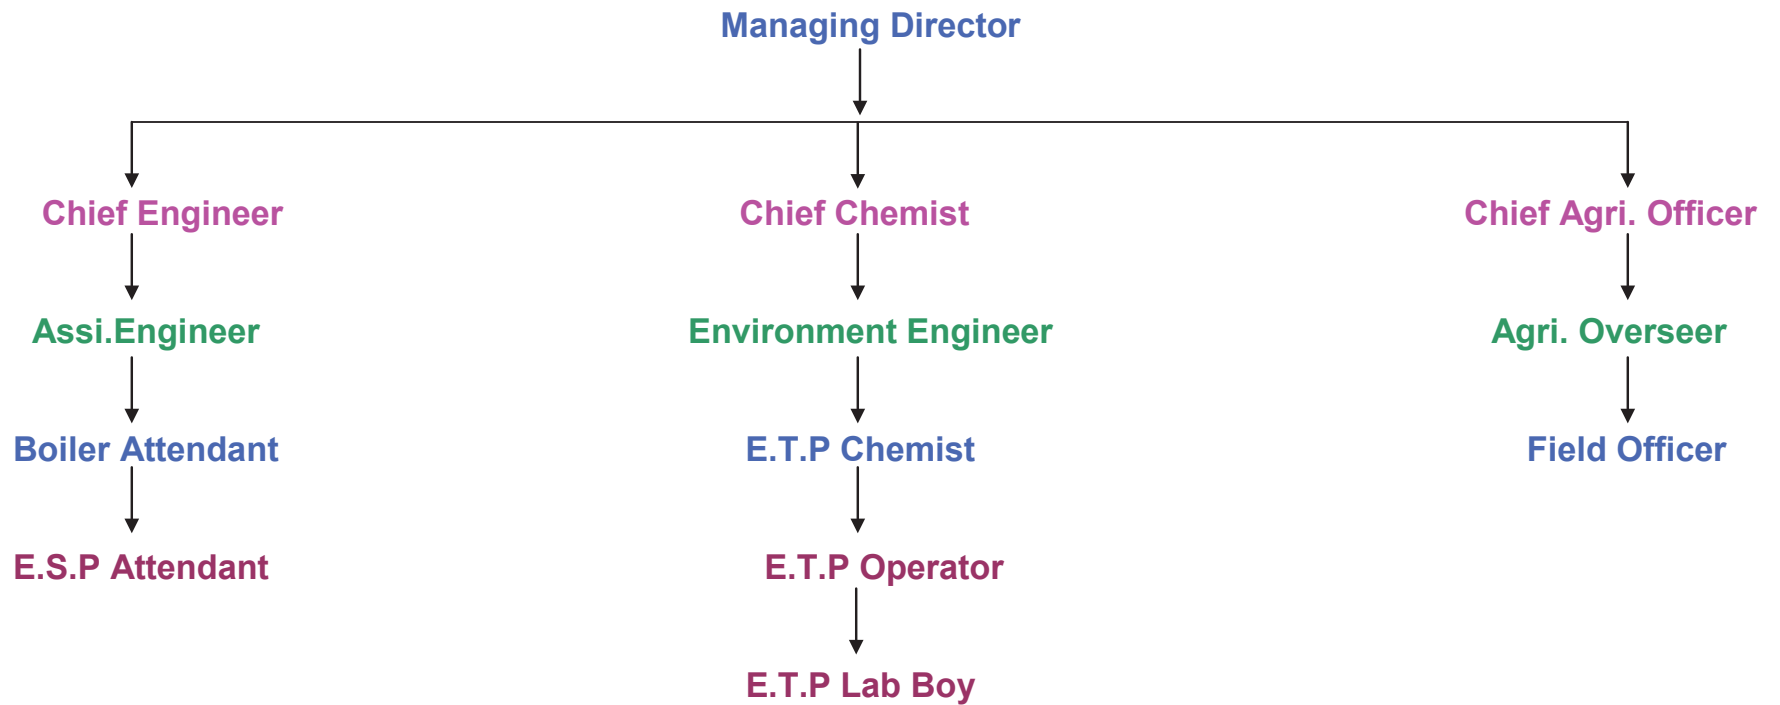 Managing Director
Chief Engineer
Chief Chemist
Chief Agri. Officer
Assi.Engineer
Environment Engineer
Agri. Overseer
Boiler Attendant
E.T.P Chemist
Field Officer
E.S.P Attendant
E.T.P Operator
E.T.P Lab Boy